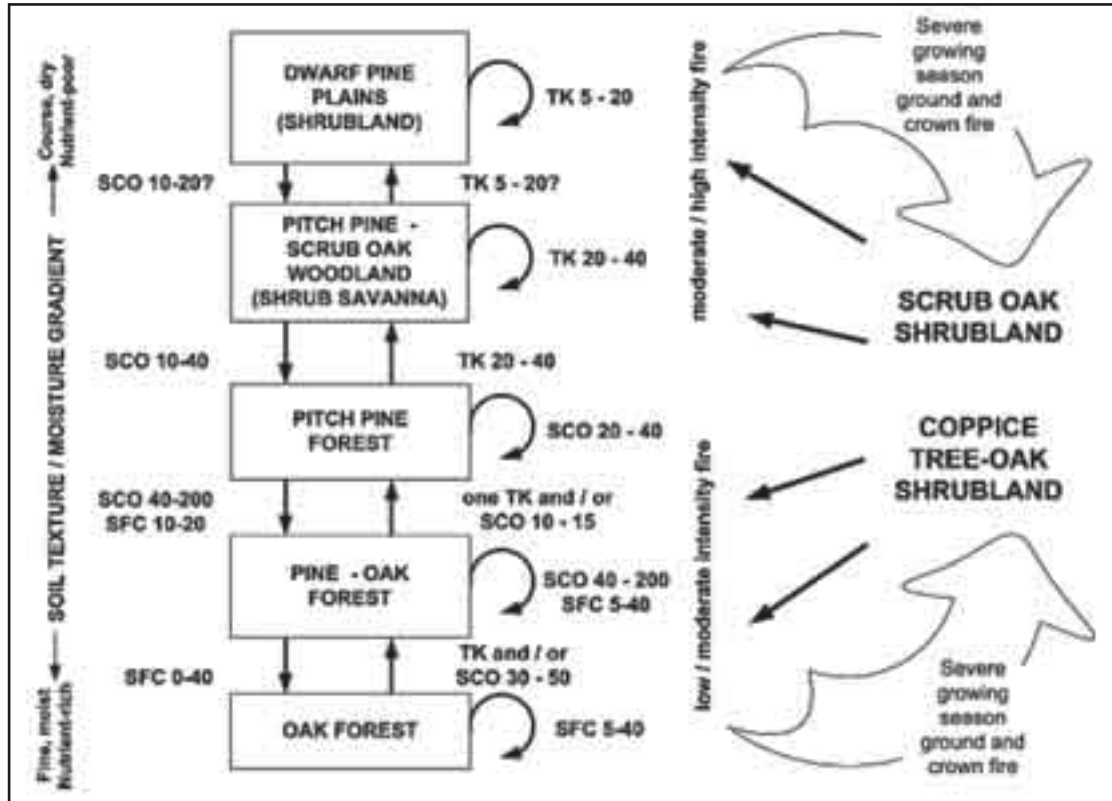 DWARF PINE
PLAINS
(SHRUBLAND)
TK 5 - 20
SCO 10-20?
TK 5 - 20?
PITCH PINE -
SCRUB OAK
WOODLAND
(SHRUB SAVANNA)
TK 20 - 40
SCO 10-40
TK 20 - 40
PITCH PINE
FOREST
SCO 20 - 40
SCO 40-200
SFC 10-20
one TK and / or
SCO 10 - 15
PINE - OAK
FOREST
SCO 40 - 200
SFC 5-40
SFC 0-40
TK and / or
SCO 30 - 50
OAK FOREST
SFC 5-40
Course, dry
Nutrient-poor
SOIL TEXTURE / MOISTURE GRADIENT
Fine, moist
Nutrient-rich
moderate / high intensity fire
low / moderate intensity fire
Severe
growing
season
ground and
crown fire
SCRUB OAK
SHRUBLAND
COPPICE
TREE-OAK
SHRUBLAND
Severe
growing
season
ground and
crown fire